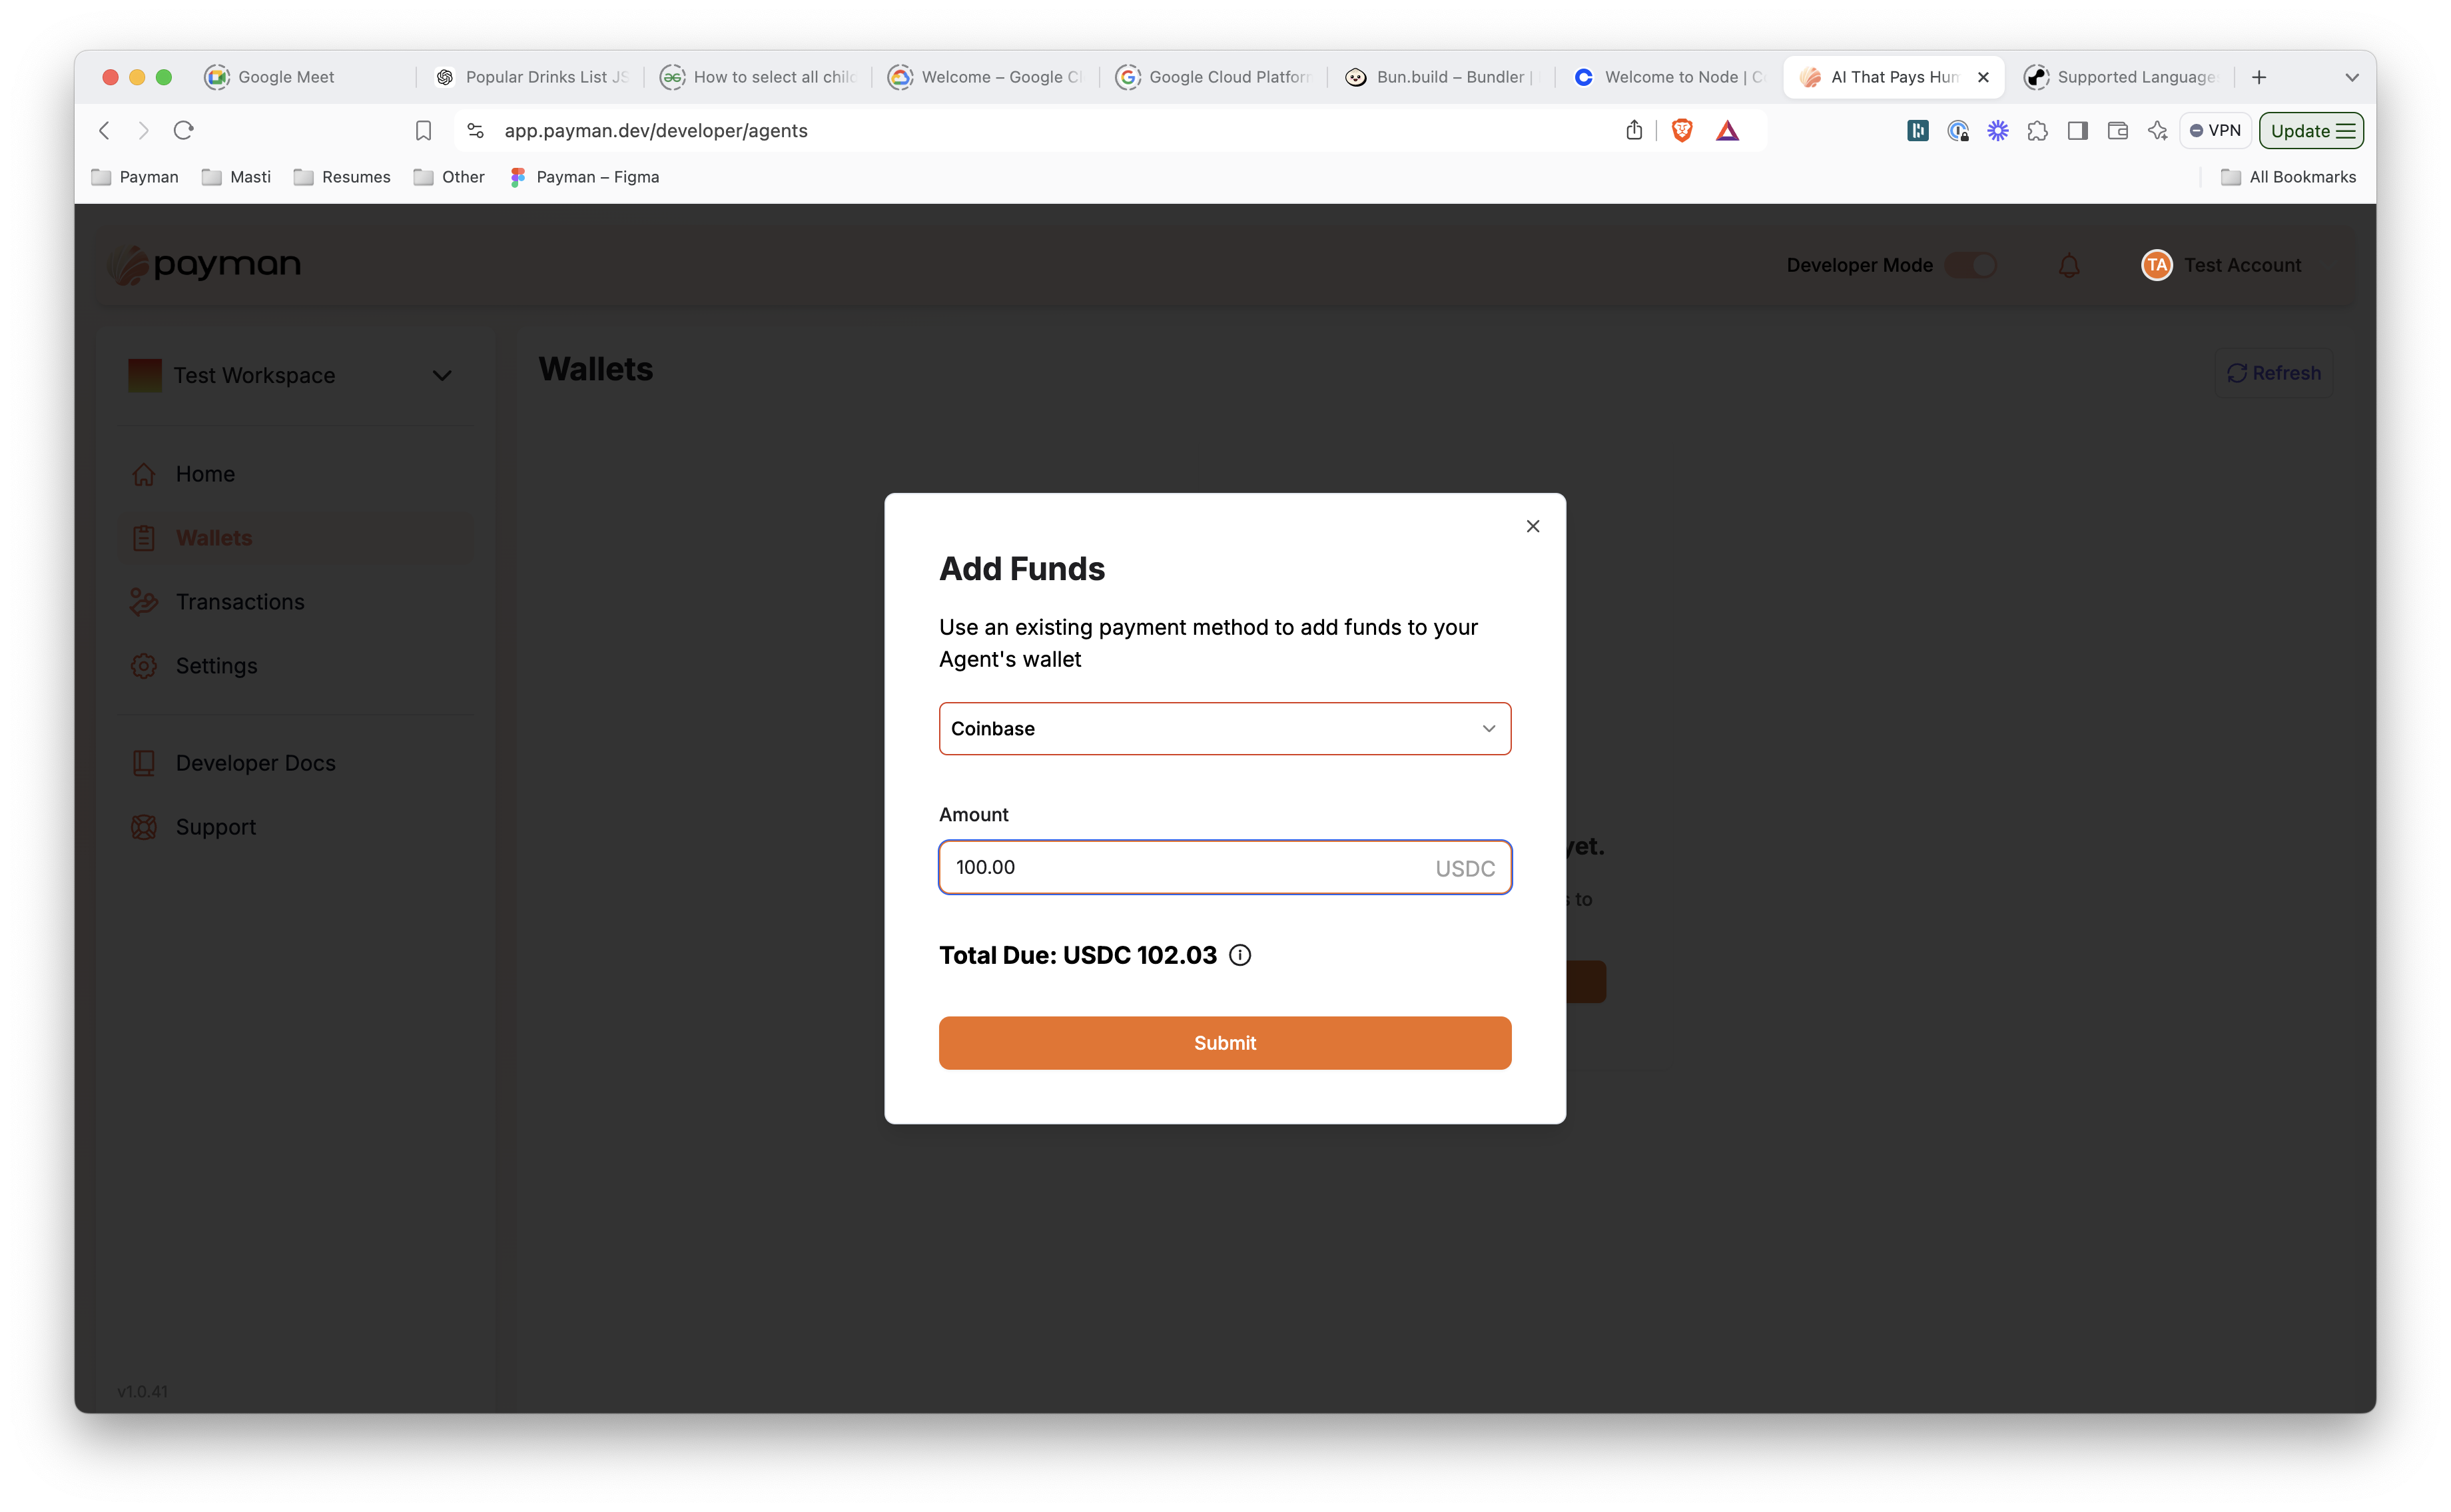 Google Meet
Popular Drinks List JS
How to select all chil
Welcome – Google Cl
Google Cloud Platfor
Bun.build – Bundler |
Welcome to Node | C
AI That Pays Hum
Supported Language
app.payman.dev/developer/agents
VPN
Update
Payman
Masti
Resumes
Other
Payman – Figma
All Bookmarks
payman
Developer Mode
TA
Test Account
Test Workspace
Wallets
Refresh
Home
Wallets
Transactions
Settings
Developer Docs
Support
Add Funds
Use an existing payment method to add funds to your
Agent's wallet
Coinbase
Amount
100.00
USDC
yet.
s to
Total Due: USDC 102.03
Submit
v1.0.41